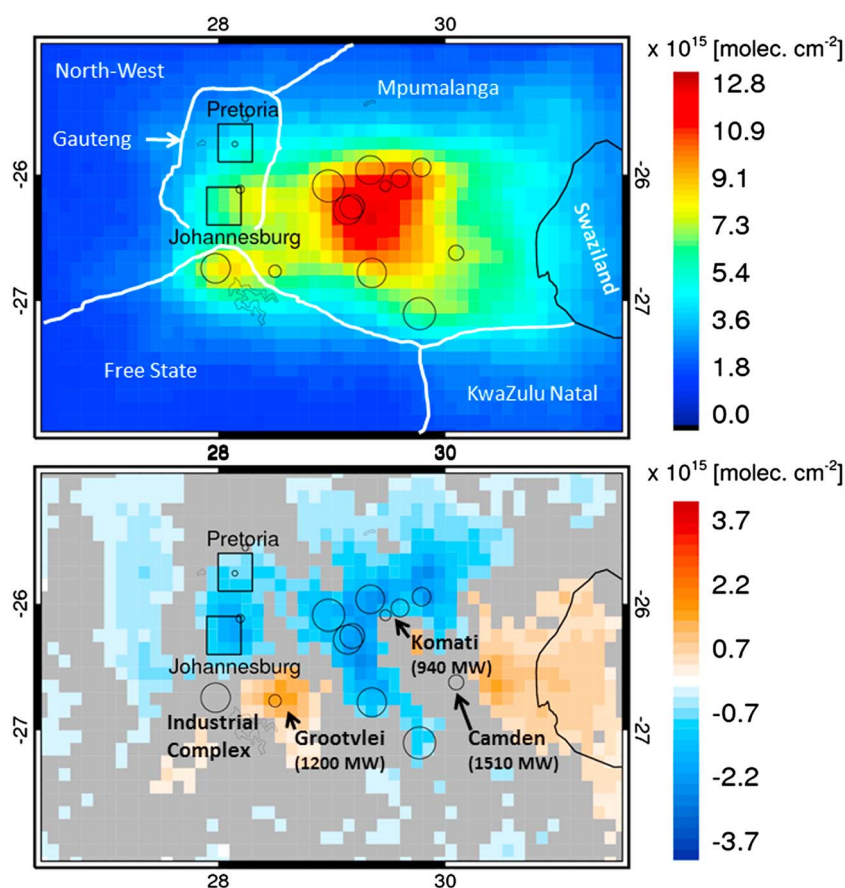 28
30
x 10¹⁵ [molec. cm⁻²]
North-West
Mpumalanga
12.8
Pretoria
Gauteng
10.9
-26
-26
9.1
Swaziland
7.3
Johannesburg
5.4
-27
-27
3.6
Free State
1.8
KwaZulu Natal
0.0
28
30
28
30
x 10¹⁵ [molec. cm⁻²]
3.7
Pretoria
2.2
-26
-26
Komati
(940 MW)
0.7
Johannesburg
Industrial
Complex
Grootvlei
(1200 MW)
Camden
(1510 MW)
-0.7
-27
-27
-2.2
-3.7